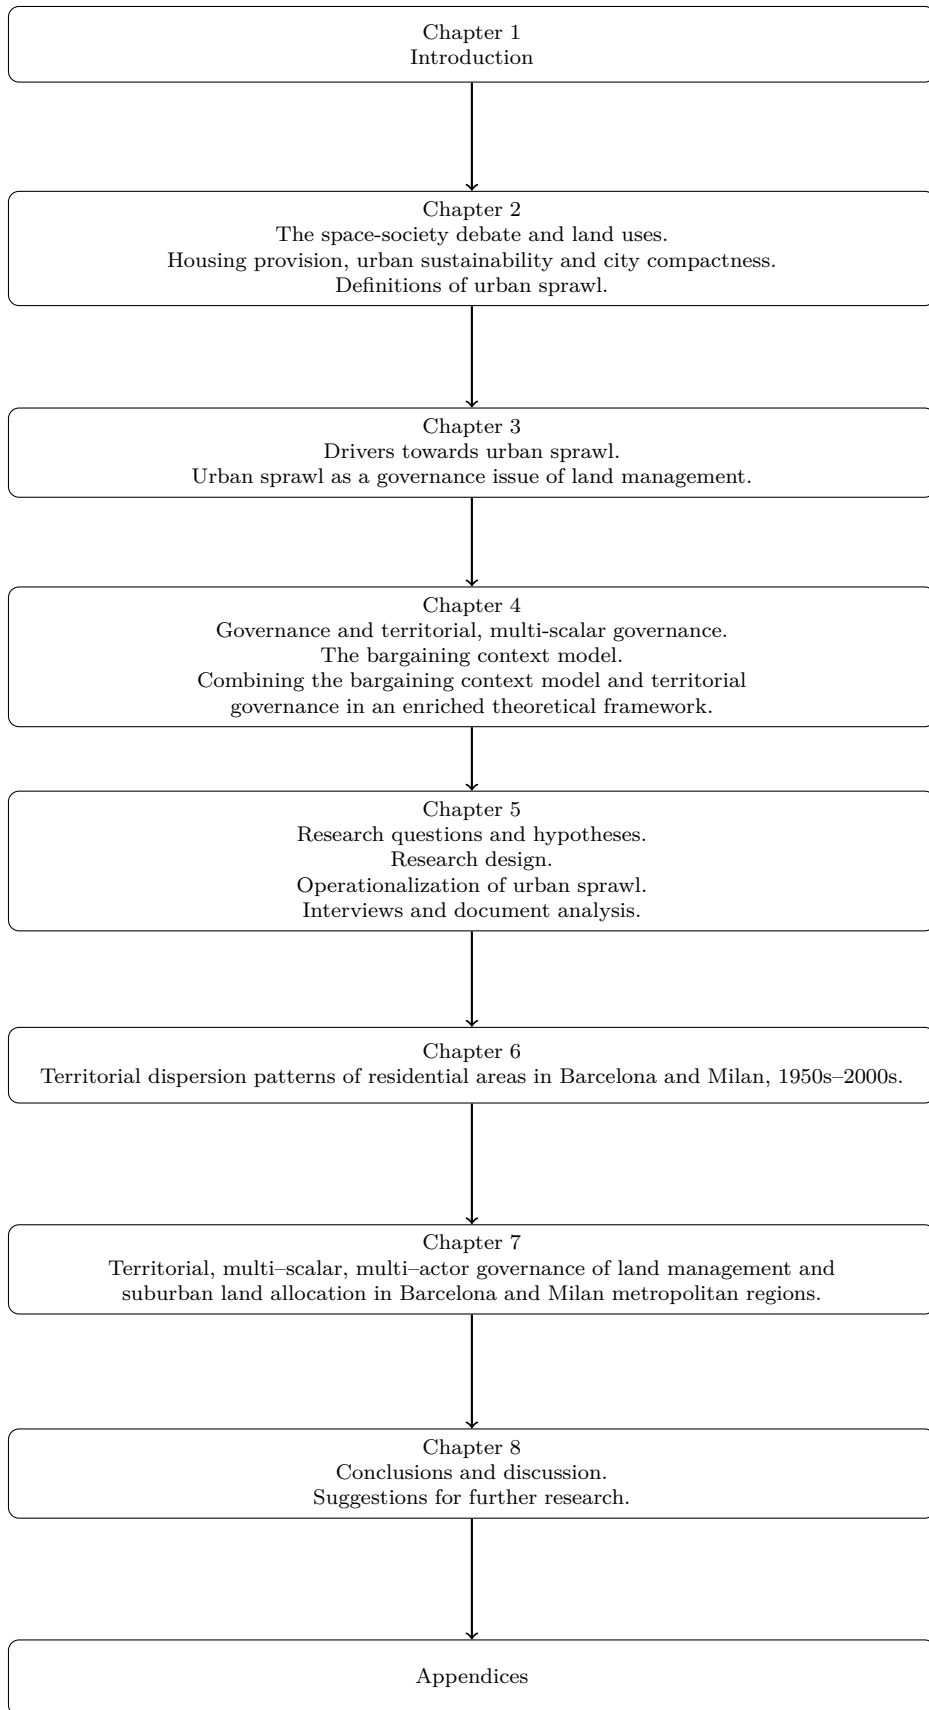 Chapter 1
Introduction
Chapter 2
The space-society debate and land uses.
Housing provision, urban sustainability and city compactness.
Definitions of urban sprawl.
Chapter 3
Drivers towards urban sprawl.
Urban sprawl as a governance issue of land management.
Chapter 4
Governance and territorial, multi-scalar governance.
The bargaining context model.
Combining the bargaining context model and territorial
governance in an enriched theoretical framework.
Chapter 5
Research questions and hypotheses.
Research design.
Operationalization of urban sprawl.
Interviews and document analysis.
Chapter 6
Territorial dispersion patterns of residential areas in Barcelona and Milan, 1950s–2000s.
Chapter 7
Territorial, multi–scalar, multi–actor governance of land management and
suburban land allocation in Barcelona and Milan metropolitan regions.
Chapter 8
Conclusions and discussion.
Suggestions for further research.
Appendices